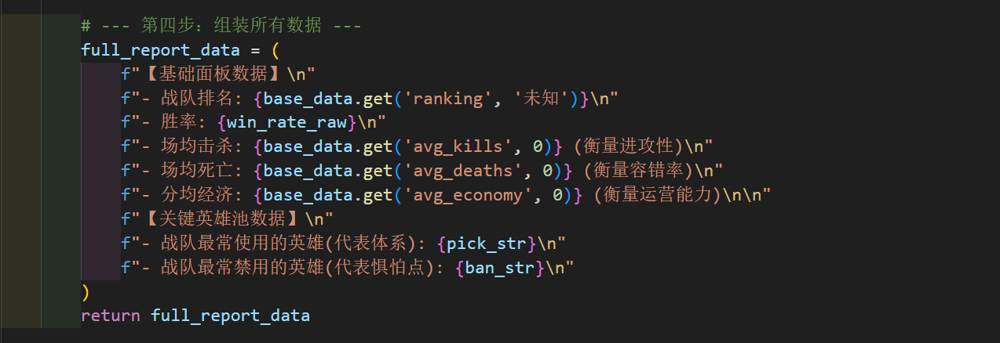 # --- 第四步：组装所有数据 ---
full_report_data = (
f"【基础面板数据】\n"
f"- 战队排名: {base_data.get('ranking', '未知')}\n"
f"- 胜率: {win_rate_raw}\n"
f"- 场均击杀: {base_data.get('avg_kills', 0)} (衡量进攻性)\n"
f"- 场均死亡: {base_data.get('avg_deaths', 0)} (衡量容错率)\n"
f"- 分均经济: {base_data.get('avg_economy', 0)} (衡量运营能力)\n\n"
f"【关键英雄池数据】\n"
f"- 战队最常使用的英雄(代表体系): {pick_str}\n"
f"- 战队最常禁用的英雄(代表惧怕点): {ban_str}\n"
)
return full_report_data